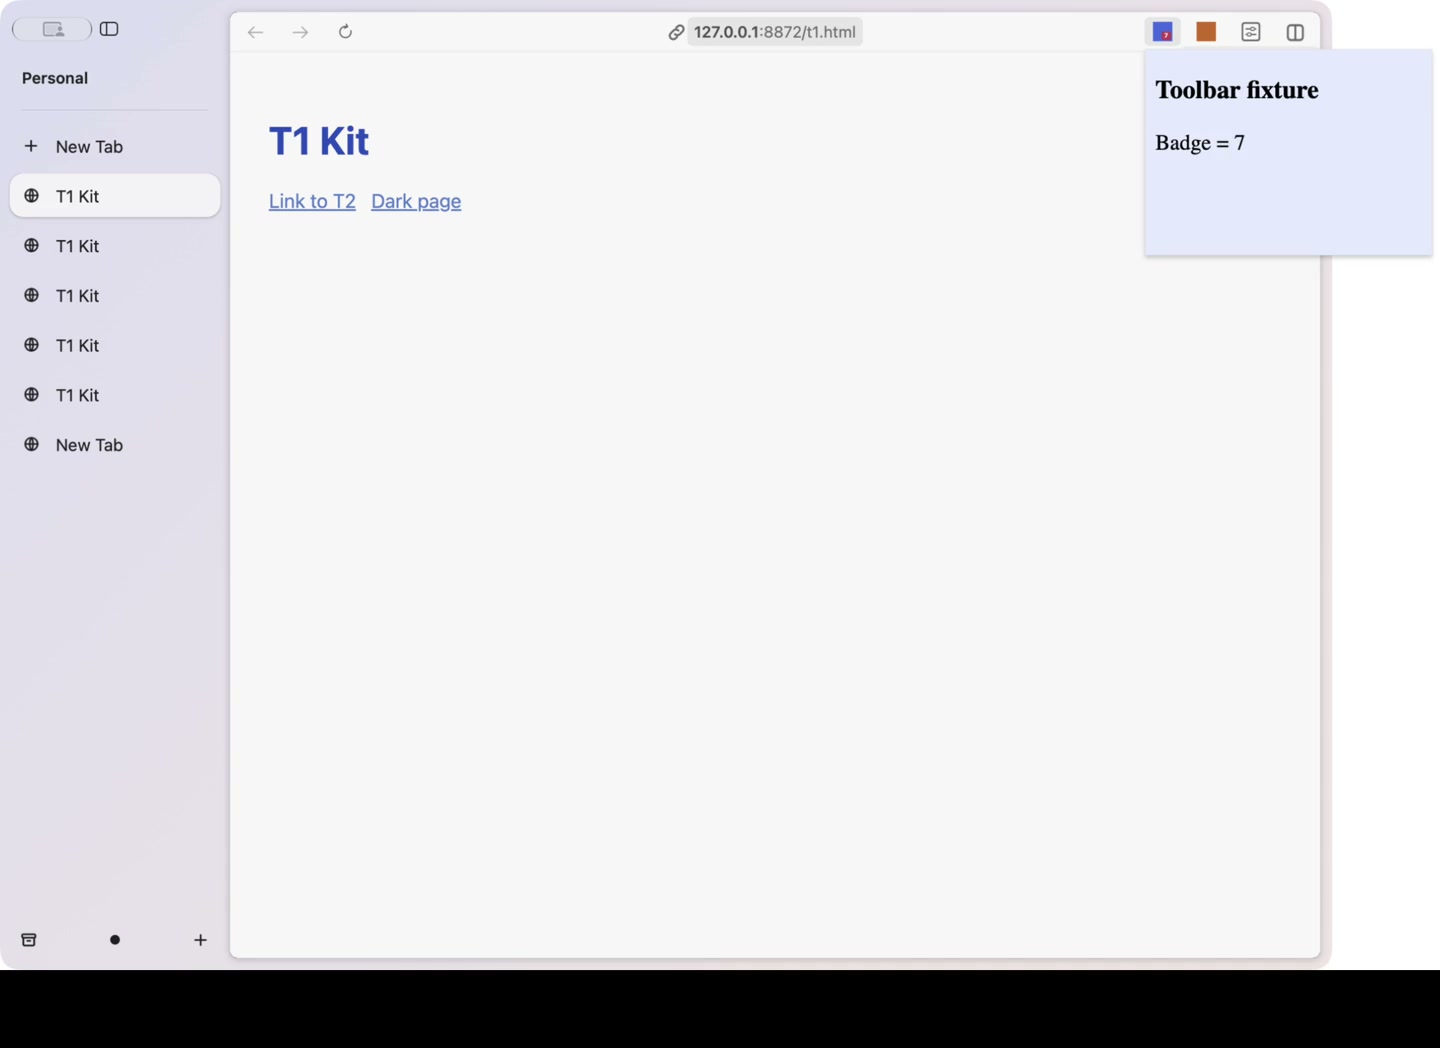 127.0.0.1:8872/t1.html
7
Personal
New Tab
T1 Kit
T1 Kit
T1 Kit
T1 Kit
T1 Kit
New Tab
T1 Kit
Link to T2 Dark page
Toolbar fixture
Badge = 7